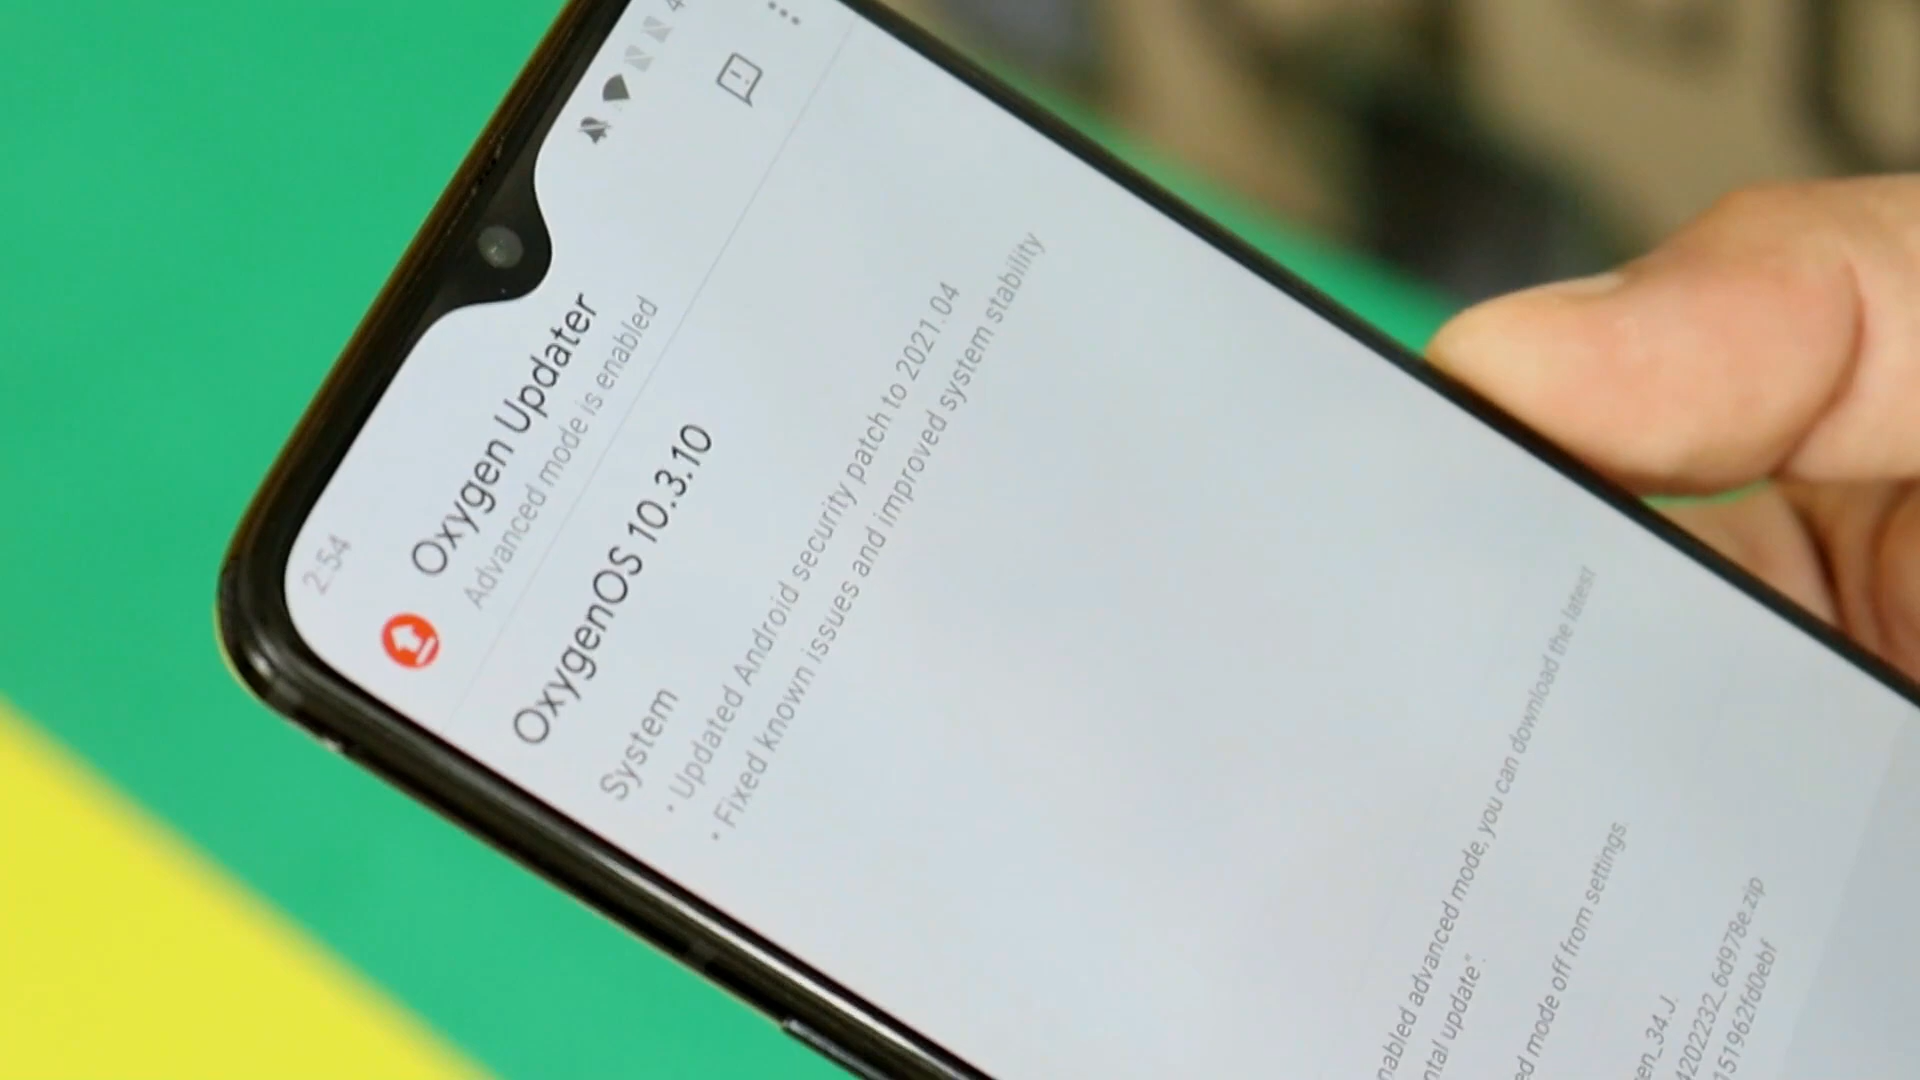 2:54
Oxygen Updater
Advanced mode is enabled
OxygenOS 10.3.10
System
• Updated Android security patch to 2021.04
• Fixed known issues and improved system stability
enabled advanced mode, you can download the latest
update".
mode off from settings.
en_34.J.
4202232_6d978e.zip
151962fd0ebf